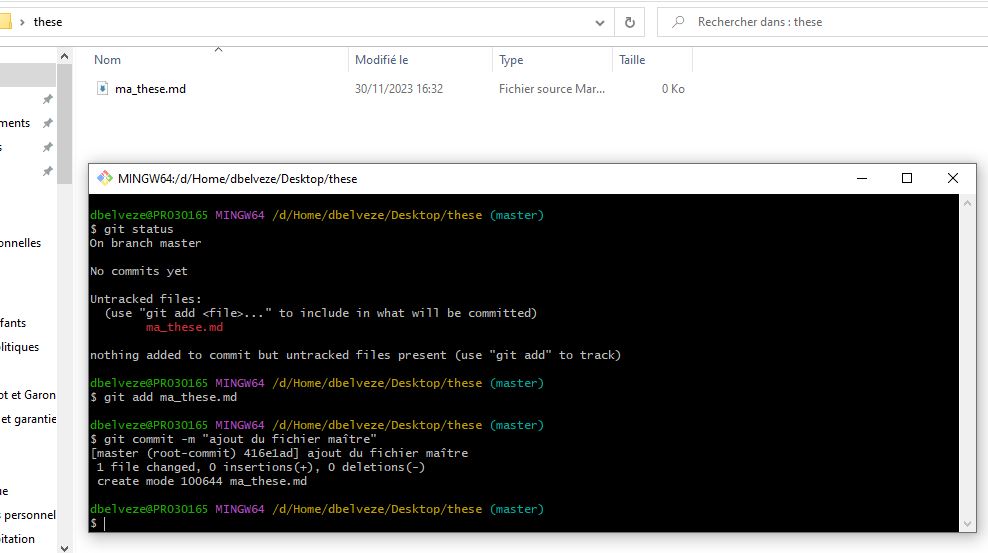 these
Rechercher dans : these
Nom Modifié le Type Taille
ma_these.md 30/11/2023 16:32 Fichier source Mar... 0 Ko
ments
s
onnelles
fants
litiques
ot et Garon
et garantie
ue
s personnel
pitation
MINGW64:/d/Home/dbelveze/Desktop/these
dbelveze@PRO30165 MINGW64 /d/Home/dbelveze/Desktop/these (master)
$ git status
On branch master
No commits yet
Untracked files:
(use "git add <file>..." to include in what will be committed)
ma_these.md
nothing added to commit but untracked files present (use "git add" to track)
dbelveze@PRO30165 MINGW64 /d/Home/dbelveze/Desktop/these (master)
$ git add ma_these.md
dbelveze@PRO30165 MINGW64 /d/Home/dbelveze/Desktop/these (master)
$ git commit -m "ajout du fichier maître"
[master (root-commit) 416e1ad] ajout du fichier maître
1 file changed, 0 insertions(+), 0 deletions(-)
create mode 100644 ma_these.md
dbelveze@PRO30165 MINGW64 /d/Home/dbelveze/Desktop/these (master)
$